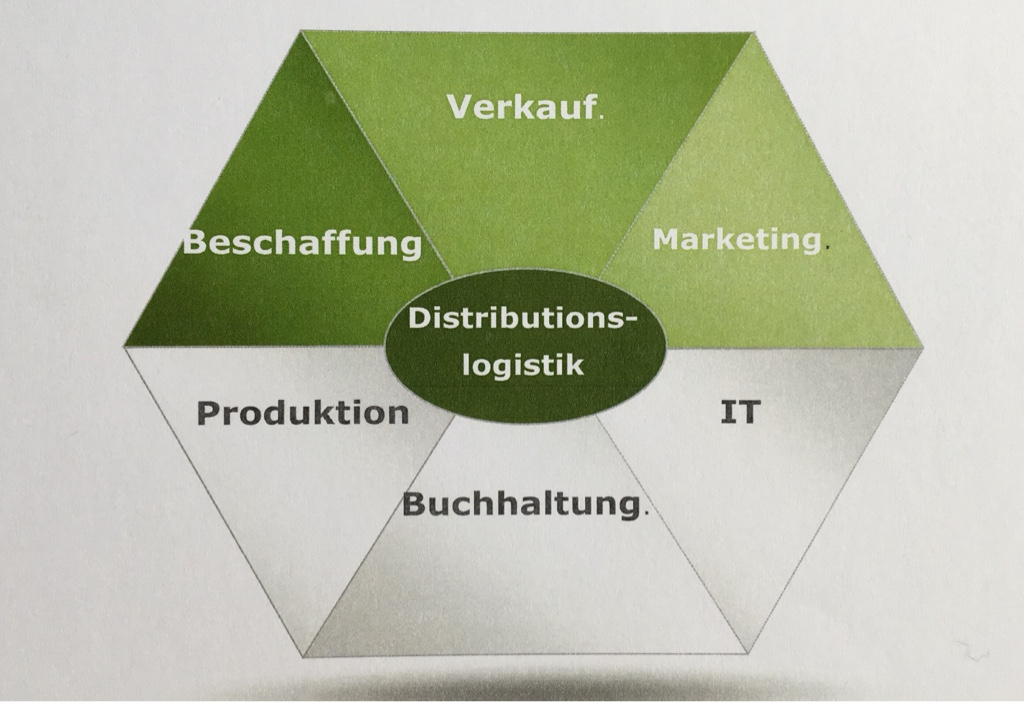 Verkauf.
Beschaffung
Marketing.
Distributions-
logistik
Produktion
IT
Buchhaltung.